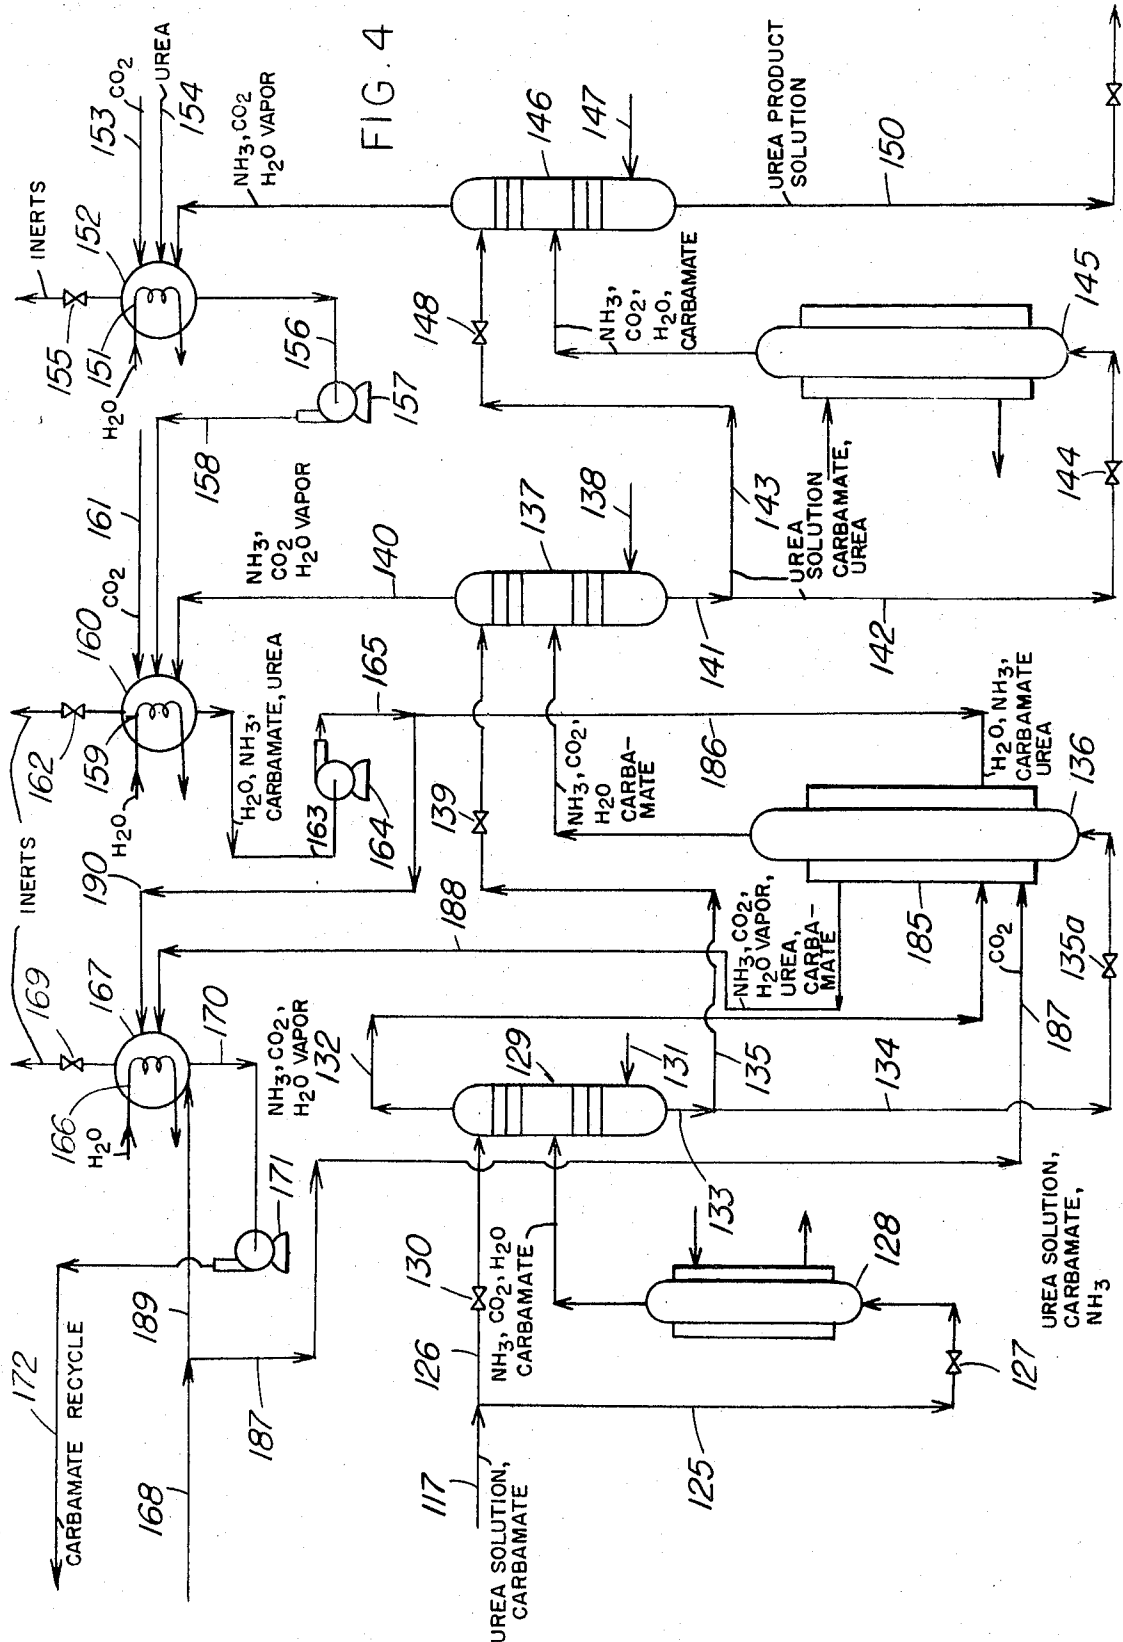 FIG. 4
172
CARBAMATE RECYCLE
168
189
187
171
170
166
H2O
167
169
INERTS
190
188
NH3, CO2,
H2O VAPOR
132
H2O
162
159
160
CO2
161
H2O, NH3,
CARBAMATE, UREA
163
164
165
NH3,
CO2
H2O VAPOR
140
158
H2O
155
151
152
INERTS
153
CO2
154
UREA
156
157
NH3, CO2
H2O VAPOR
117
UREA SOLUTION,
CARBAMATE
126
130
NH3, CO2, H2O
CARBAMATE
125
127
128
129
131
133
134
135
135a
UREA SOLUTION,
CARBAMATE,
NH3
139
NH3, CO2,
H2O
CARBA-
MATE
NH3, CO2,
H2O VAPOR,
UREA,
CARBA-
MATE
185
CO2
187
186
H2O, NH3,
CARBAMATE
UREA
136
137
138
141
142
143
UREA
SOLUTION
CARBAMATE,
UREA
144
145
148
NH3,
CO2,
H2O,
CARBAMATE
146
147
UREA PRODUCT
SOLUTION
150